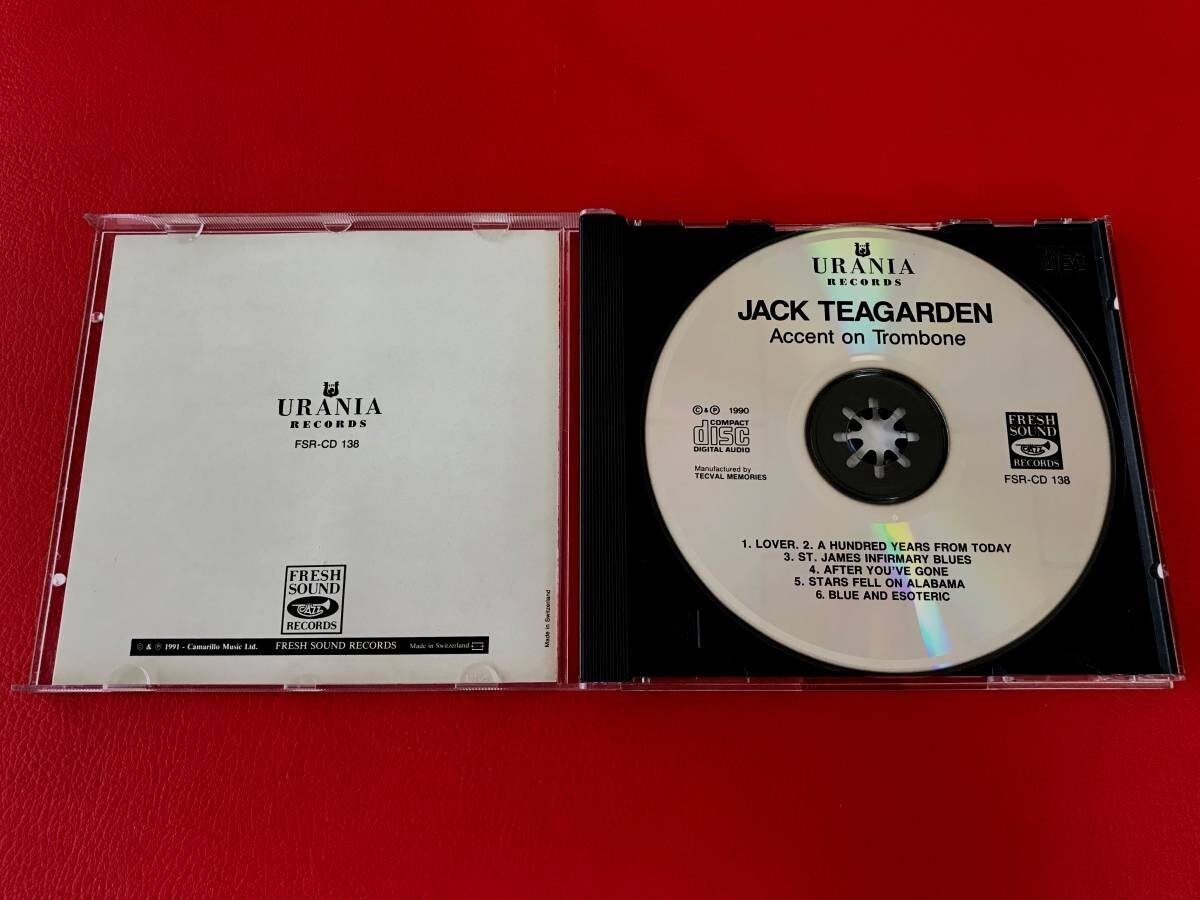 URANIA
RECORDS
FSR-CD 138
FRESH
SOUND
JAZZ
RECORDS
© & ℗ 1991 - Camarillo Music Ltd. FRESH SOUND RECORDS Made in Switzerland
Made in Switzerland
URANIA
RECORDS
JACK TEAGARDEN
Accent on Trombone
© & ℗ 1990
COMPACT
disc
DIGITAL AUDIO
Manufactured by
TECVAL MEMORIES
FRESH
SOUND
JAZZ
RECORDS
FSR-CD 138
1. LOVER. 2. A HUNDRED YEARS FROM TODAY
3. ST. JAMES INFIRMARY BLUES
4. AFTER YOU'VE GONE
5. STARS FELL ON ALABAMA
6. BLUE AND ESOTERIC
disc